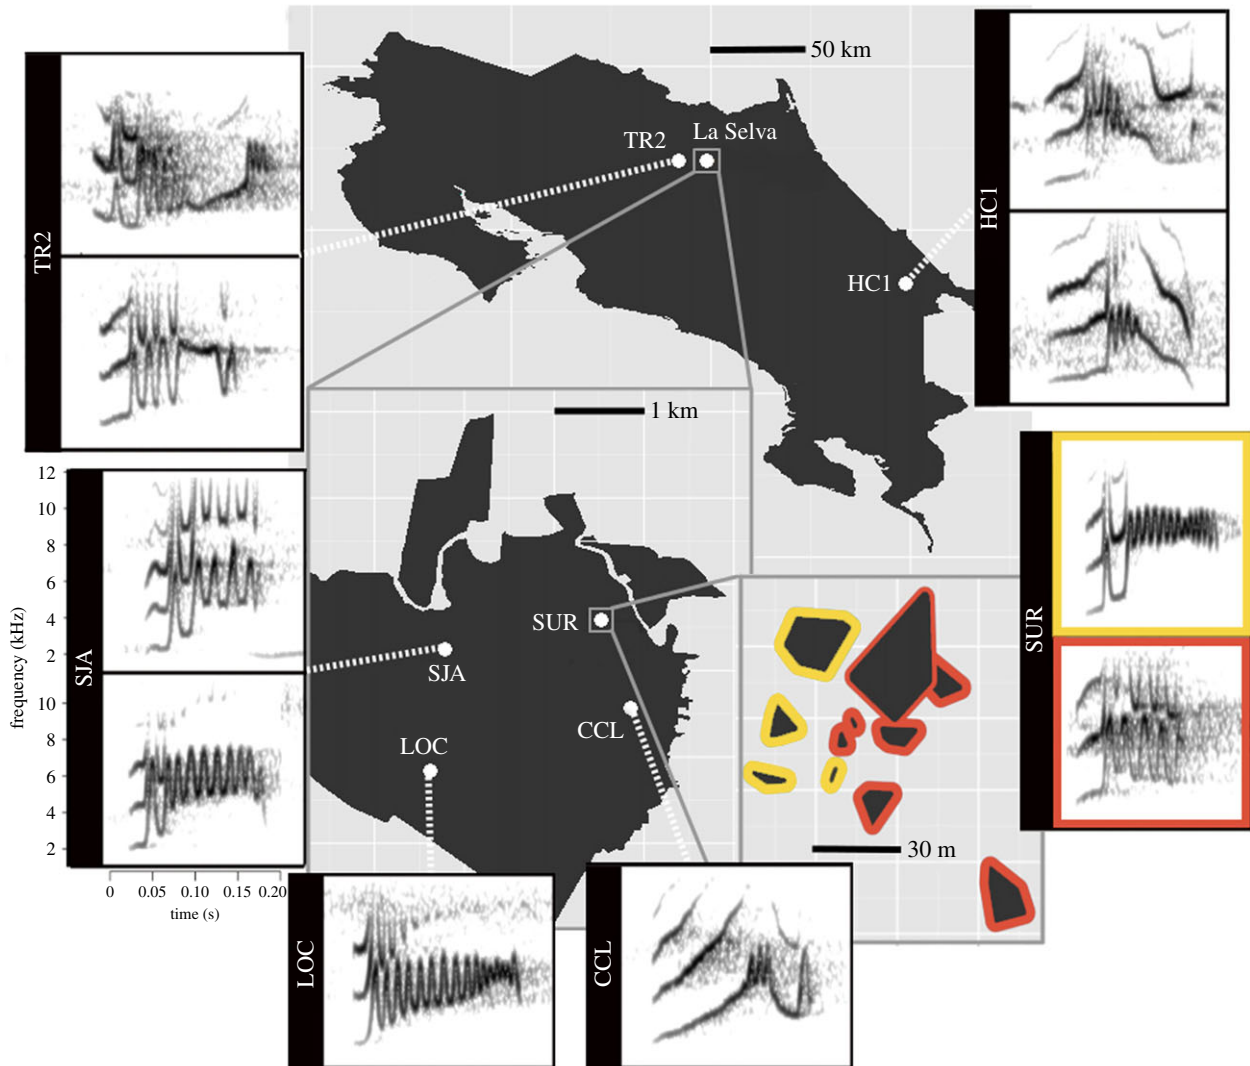 50 km
TR2
La Selva
HC1
TR2
HC1
1 km
SUR
SJA
CCL
LOC
30 m
SUR
12
10
8
6
4
2
10
8
6
4
2
frequency (kHz)
SJA
0 0.05 0.10 0.15 0.20
time (s)
LOC
CCL